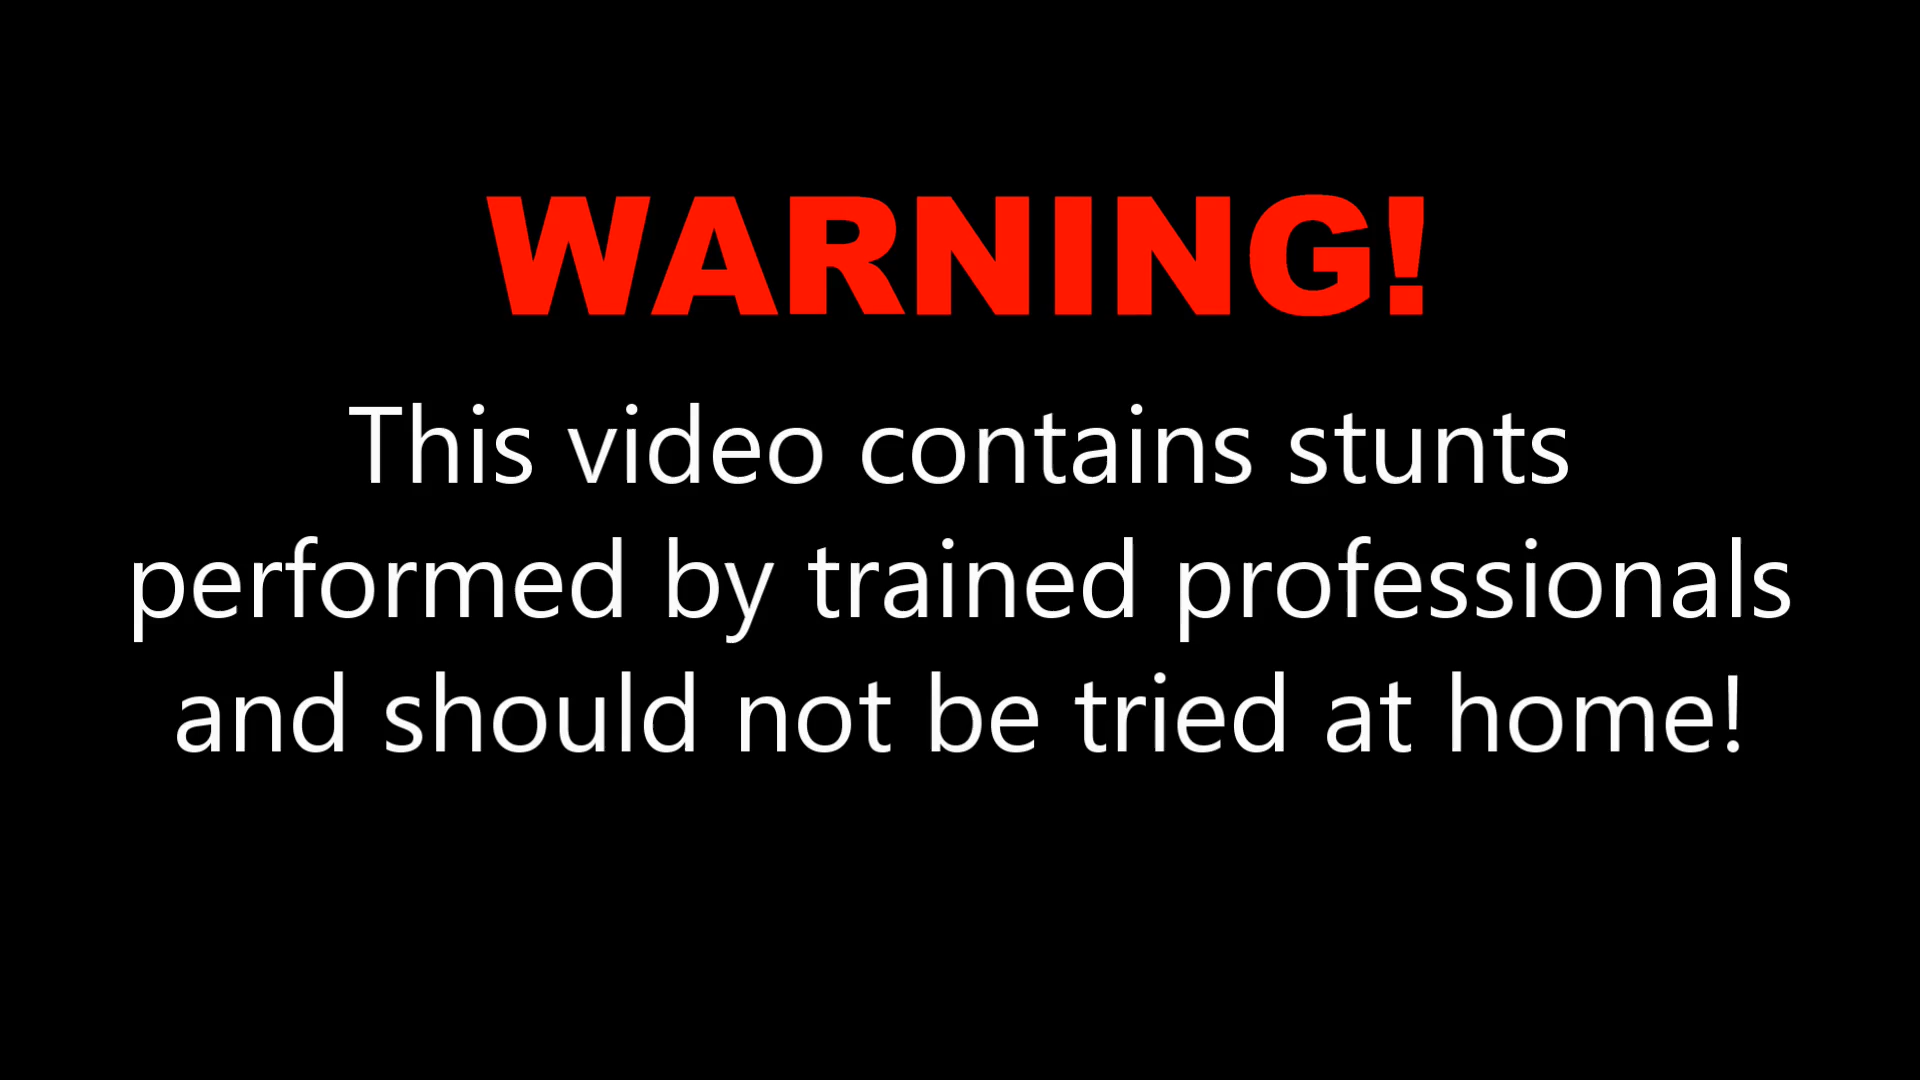 WARNING!
This video contains stunts
performed by trained professionals
and should not be tried at home!